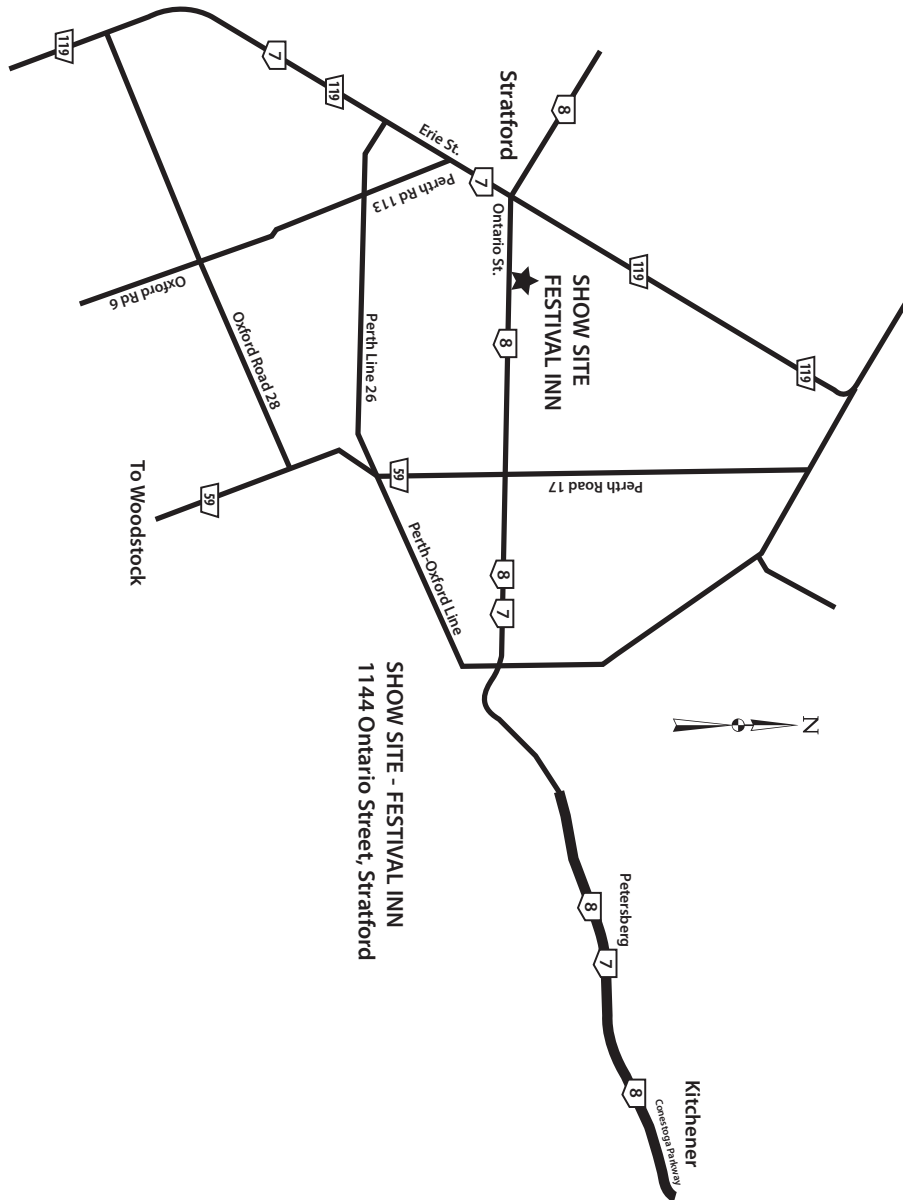 119
7
119
Erie St.
Stratford
8
7
Perth Rd 113
Ontario St.
119
119
SHOW SITE
FESTIVAL INN
8
Oxford Rd 6
Oxford Road 28
Perth Line 26
To Woodstock
59
59
Perth Road 17
8
7
Perth-Oxford Line
N
SHOW SITE - FESTIVAL INN
1144 Ontario Street, Stratford
Petersberg
8
7
8
Kitchener
Conestoga Parkway